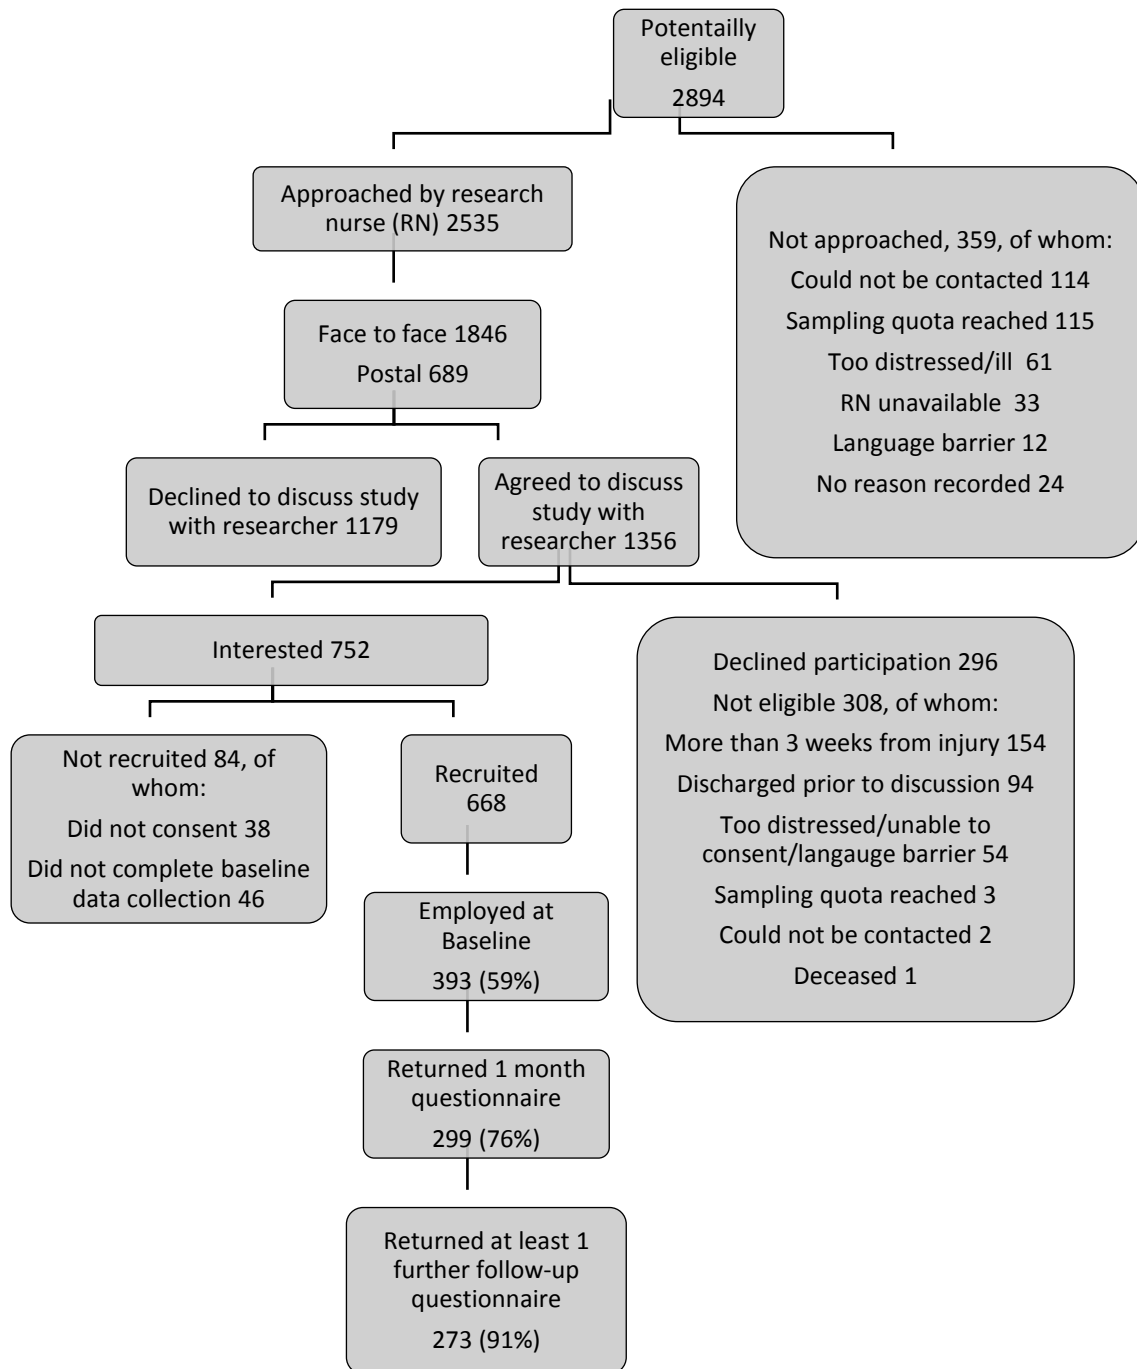 Potentailly
eligible
2894
Approached by research
nurse (RN) 2535
Not approached, 359, of whom:
Could not be contacted 114
Sampling quota reached 115
Too distressed/ill 61
RN unavailable 33
Language barrier 12
No reason recorded 24
Face to face 1846
Postal 689
Declined to discuss study
with researcher 1179
Agreed to discuss
study with
researcher 1356
Interested 752
Declined participation 296
Not eligible 308, of whom:
More than 3 weeks from injury 154
Discharged prior to discussion 94
Too distressed/unable to
consent/langauge barrier 54
Sampling quota reached 3
Could not be contacted 2
Deceased 1
Not recruited 84, of
whom:
Did not consent 38
Did not complete baseline
data collection 46
Recruited
668
Employed at
Baseline
393 (59%)
Returned 1 month
questionnaire
299 (76%)
Returned at least 1
further follow-up
questionnaire
273 (91%)